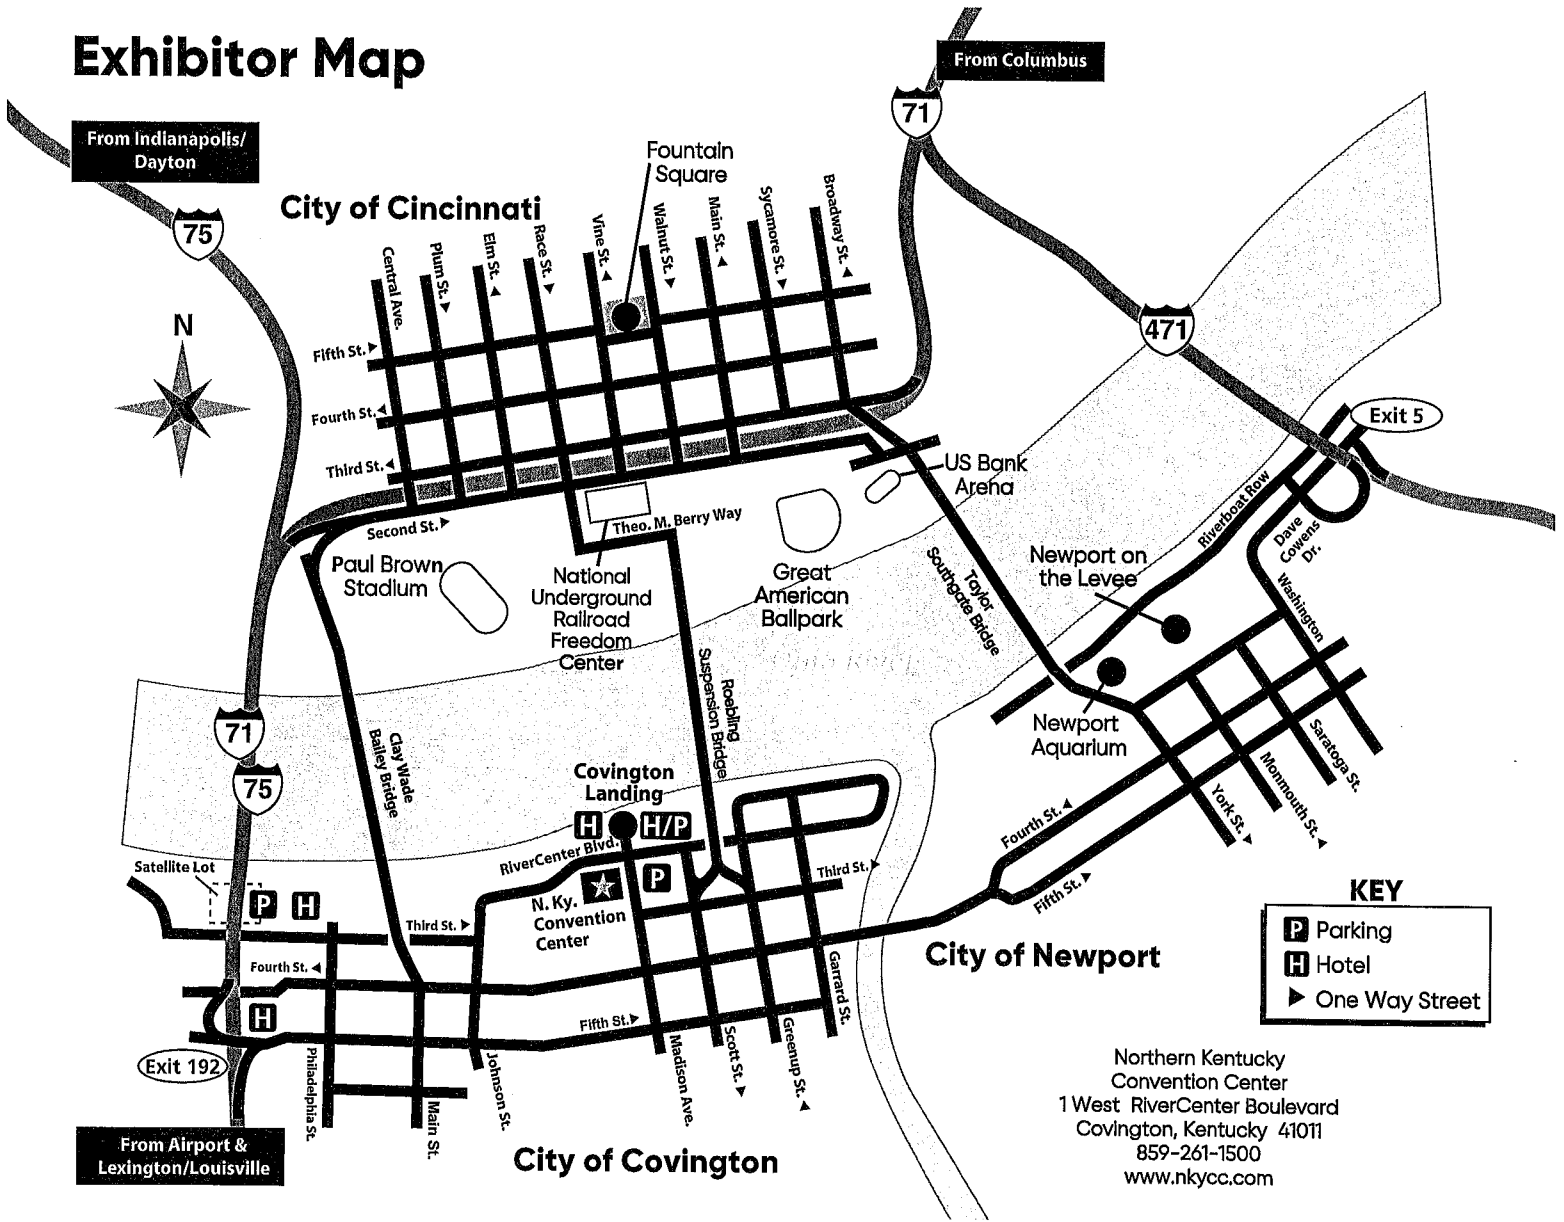 Exhibitor Map
From Columbus
71
From Indianapolis/
Dayton
75
City of Cincinnati
Fountain
Square
Central Ave.
Plum St.
Elm St.
Race St.
Vine St.
Walnut St.
Main St.
Sycamore St.
Broadway St.
N
Fifth St.
Fourth St.
Third St.
Second St.
471
Exit 5
US Bank
Arena
Riverboat Row
Dave
Cowens
Dr.
Washington
Paul Brown
Stadium
Theo. M. Berry Way
National
Underground
Railroad
Freedom
Center
Great
American
Ballpark
Taylor
Southgate Bridge
Newport on
the Levee
Newport
Aquarium
Roebling
Suspension Bridge
Clay Wade
Bailey Bridge
71
75
Covington
Landing
H
H/P
RiverCenter Blvd.
P
N. Ky.
Convention
Center
Satellite Lot
P
H
Third St.
Third St.
Fourth St.
H
Fifth St.
Exit 192
Philadelphia St.
Main St.
Johnson St.
Madison Ave.
Scott St.
Greenup St.
Garrard St.
Fourth St.
Fifth St.
York St.
Monmouth St.
Saratoga St.
City of Newport
City of Covington
From Airport &
Lexington/Louisville
KEY
P Parking
H Hotel
One Way Street
Northern Kentucky
Convention Center
1 West RiverCenter Boulevard
Covington, Kentucky 41011
859-261-1500
www.nkycc.com